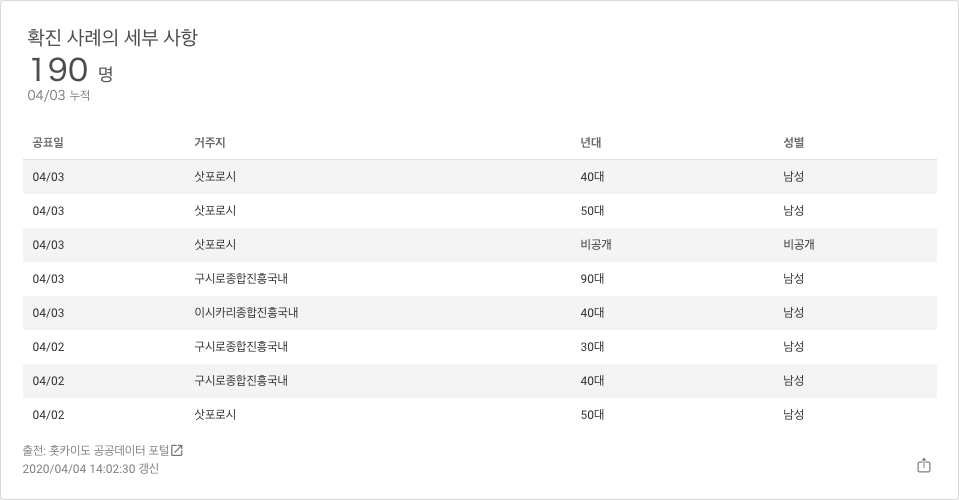 확진 사례의 세부 사항
190 명
04/03 누적
공표일 거주지 년대 성별
04/03 삿포로시 40대 남성
04/03 삿포로시 50대 남성
04/03 삿포로시 비공개 비공개
04/03 구시로종합진흥국내 90대 남성
04/03 이시카리종합진흥국내 40대 남성
04/02 구시로종합진흥국내 30대 남성
04/02 구시로종합진흥국내 40대 남성
04/02 삿포로시 50대 남성
출전: 홋카이도 공공데이터 포털
2020/04/04 14:02:30 갱신